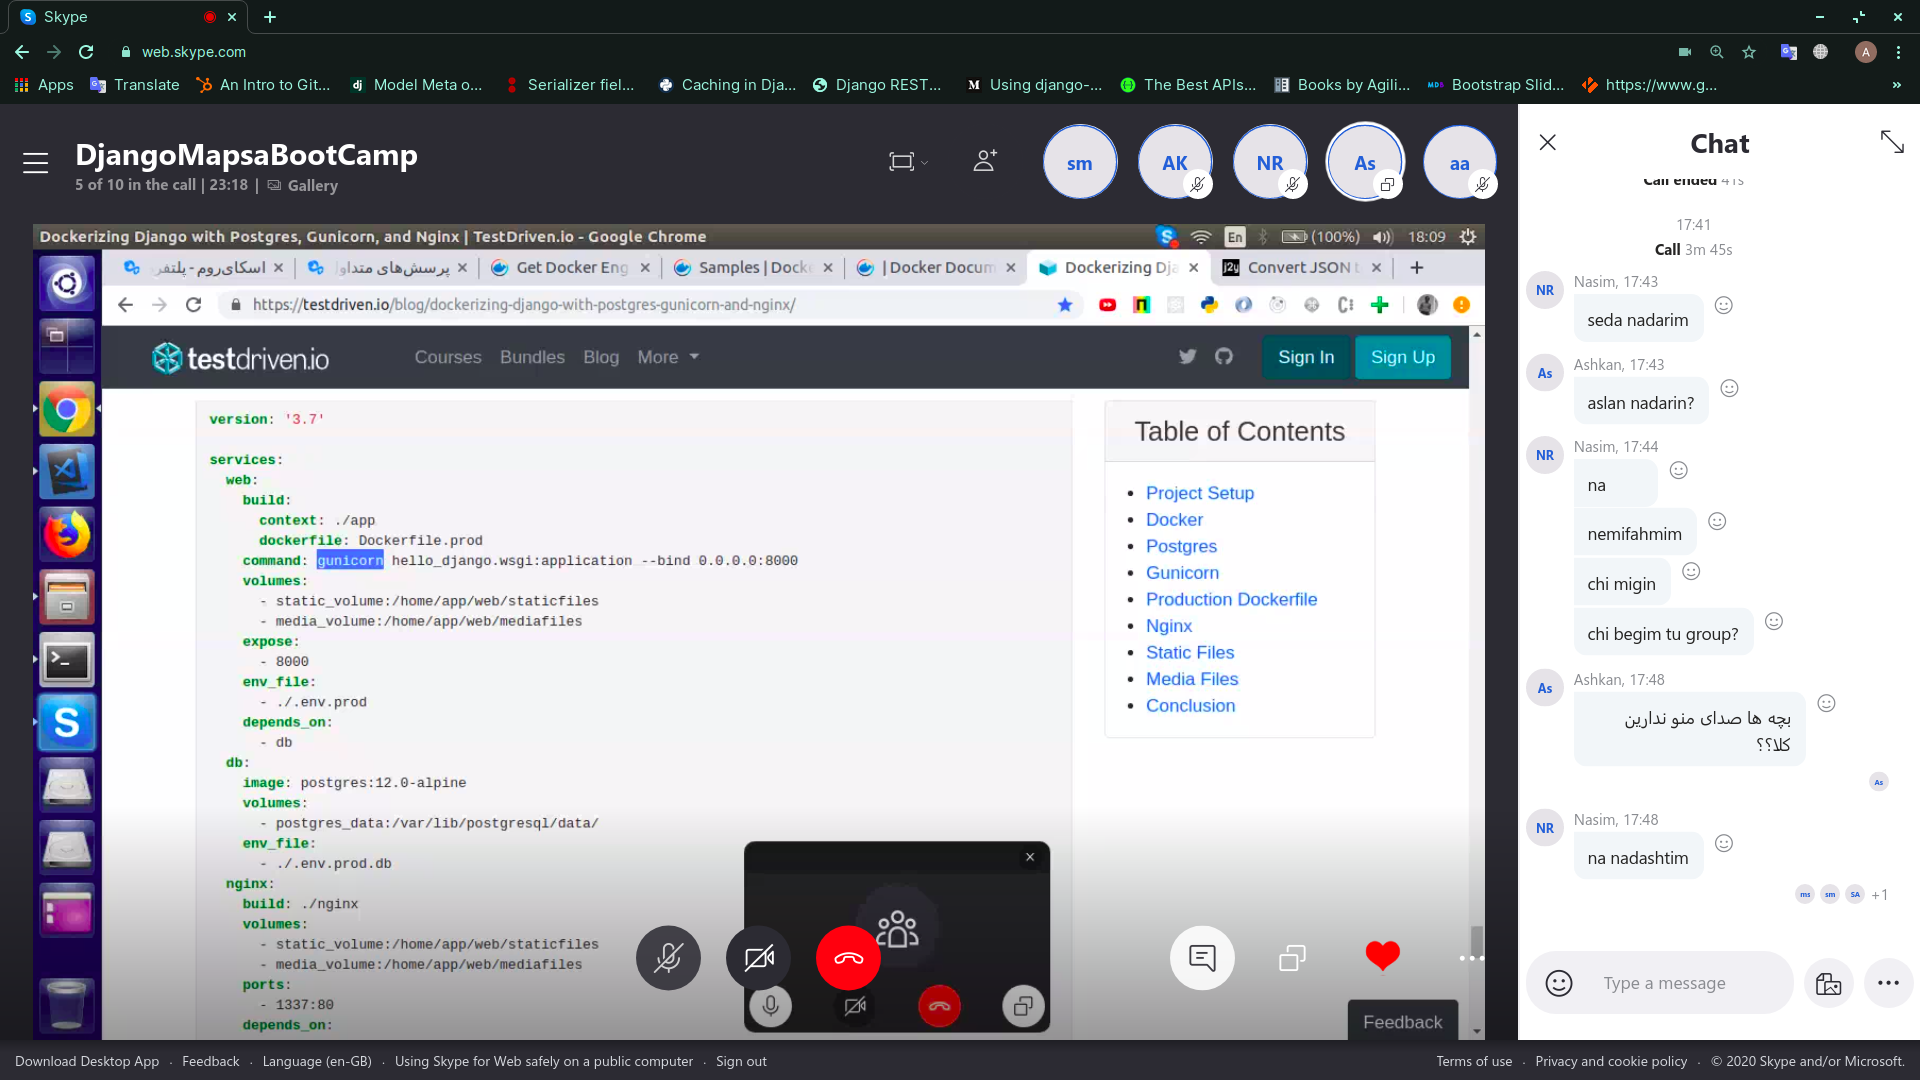 Skype
web.skype.com
Apps
Translate
An Intro to Git...
Model Meta o...
Serializer fiel...
Caching in Dja...
Django REST...
Using django-...
The Best APIs...
Books by Agili...
Bootstrap Slid...
https://www.g...
»
DjangoMapsaBootCamp
5 of 10 in the call | 23:18 | Gallery
sm
AK
NR
As
aa
Dockerizing Django with Postgres, Gunicorn, and Nginx | TestDriven.io - Google Chrome
En
(100%)
18:09
اسکای‌روم - پلتفر
پرسش‌های متداول
Get Docker Eng
Samples | Docke
| Docker Docum
Dockerizing Dja
Convert JSON t
https://testdriven.io/blog/dockerizing-django-with-postgres-gunicorn-and-nginx/
testdriven.io
Courses
Bundles
Blog
More
Sign In
Sign Up
version: '3.7'
services:
web:
build:
context: ./app
dockerfile: Dockerfile.prod
command: gunicorn hello_django.wsgi:application --bind 0.0.0.0:8000
volumes:
- static_volume:/home/app/web/staticfiles
- media_volume:/home/app/web/mediafiles
expose:
- 8000
env_file:
- ./.env.prod
depends_on:
- db
db:
image: postgres:12.0-alpine
volumes:
- postgres_data:/var/lib/postgresql/data/
env_file:
- ./.env.prod.db
nginx:
build: ./nginx
volumes:
- static_volume:/home/app/web/staticfiles
- media_volume:/home/app/web/mediafiles
ports:
- 1337:80
depends_on:
Table of Contents
Project Setup
Docker
Postgres
Gunicorn
Production Dockerfile
Nginx
Static Files
Media Files
Conclusion
Feedback
Chat
Call ended 41s
17:41
Call 3m 45s
NR
Nasim, 17:43
seda nadarim
As
Ashkan, 17:43
aslan nadarin?
NR
Nasim, 17:44
na
nemifahmim
chi migin
chi begim tu group?
As
Ashkan, 17:48
بچه ها صدای منو ندارین
کلا؟؟
As
NR
Nasim, 17:48
na nadashtim
ms
sm
SA
+1
Type a message
Download Desktop App · Feedback · Language (en-GB) · Using Skype for Web safely on a public computer · Sign out
Terms of use · Privacy and cookie policy · © 2020 Skype and/or Microsoft.